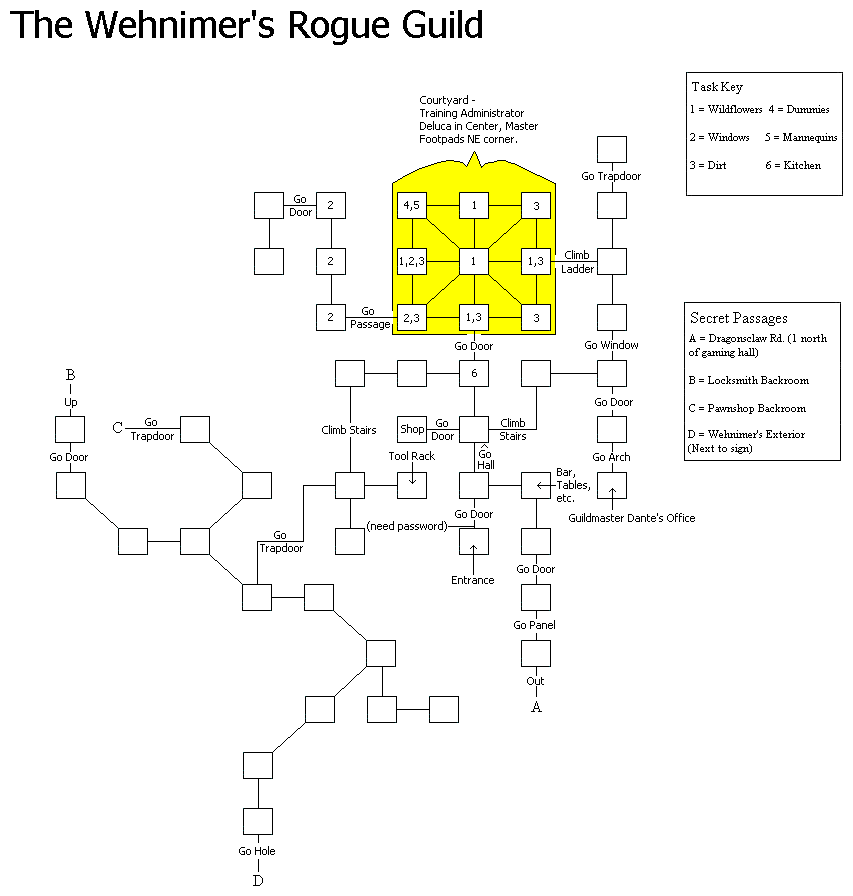 The Wehnimer's Rogue Guild
Courtyard -
Training Administrator
Deluca in Center, Master
Footpads NE corner.
Task Key
1 = Wildflowers 4 = Dummies
2 = Windows 5 = Mannequins
3 = Dirt 6 = Kitchen
Go Trapdoor
Go
Door
2
4,5
1
3
2
1,2,3
1
1,3
Climb
Ladder
2
Go
Passage
2,3
1,3
3
Go Door
Go Window
Secret Passages
A = Dragonsclaw Rd. (1 north
of gaming hall)
B = Locksmith Backroom
C = Pawnshop Backroom
D = Wehnimer's Exterior
(Next to sign)
6
B
Up
Go Door
C
Go
Trapdoor
Climb Stairs
Shop
Go
Door
Climb
Stairs
Go Door
Tool Rack
Go
Hall
Go Arch
Go Door
Bar,
Tables,
etc.
Guildmaster Dante's Office
Go Door
(need password)
Go
Trapdoor
Entrance
Go Door
Go Panel
Out
A
Go Hole
D